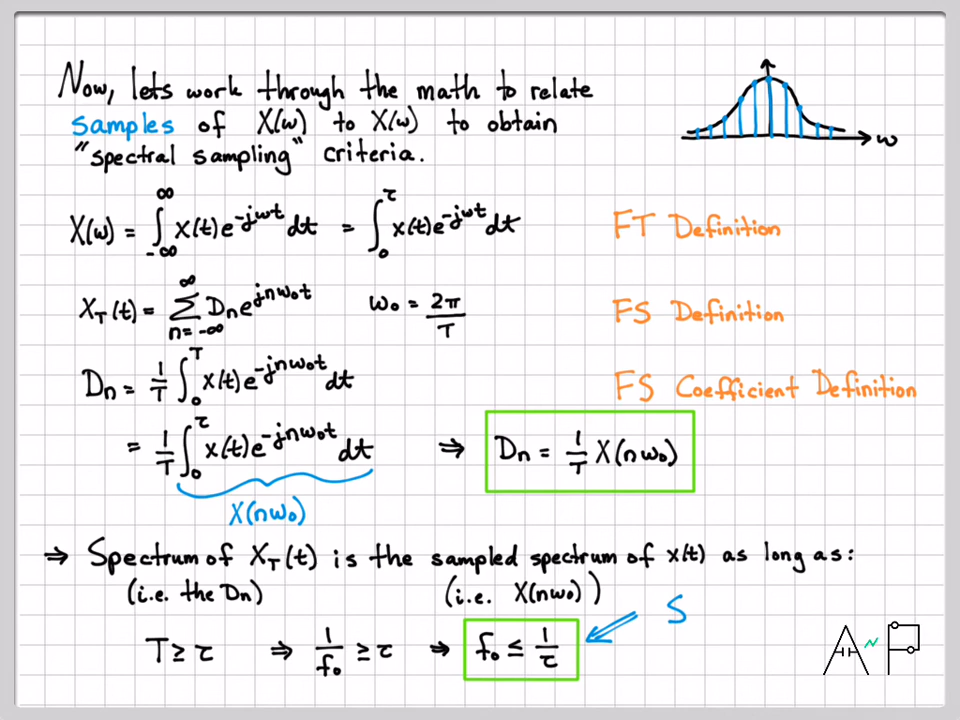 Now, lets work through the math to relate
samples of X(ω) to X(ω) to obtain
"spectral sampling" criteria.
ω
X(ω) = ∫_{-∞}^{∞} x(t)e^{-jωt} dt = ∫_{0}^{τ} x(t)e^{-jωt} dt FT Definition
X_T(t) = Σ_{n=-∞}^{∞} D_n e^{jnω₀t} ω₀ = 2π/T FS Definition
D_n = 1/T ∫_{0}^{T} x(t)e^{-jnω₀t} dt FS Coefficient Definition
= 1/T ∫_{0}^{τ} x(t)e^{-jnω₀t} dt ⇒ D_n = 1/T X(nω₀)
X(nω₀)
⇒ Spectrum of X_T(t) is the sampled spectrum of x(t) as long as:
(i.e. the D_n) (i.e. X(nω₀))
T ≥ τ ⇒ 1/f₀ ≥ τ ⇒ f₀ ≤ 1/τ S